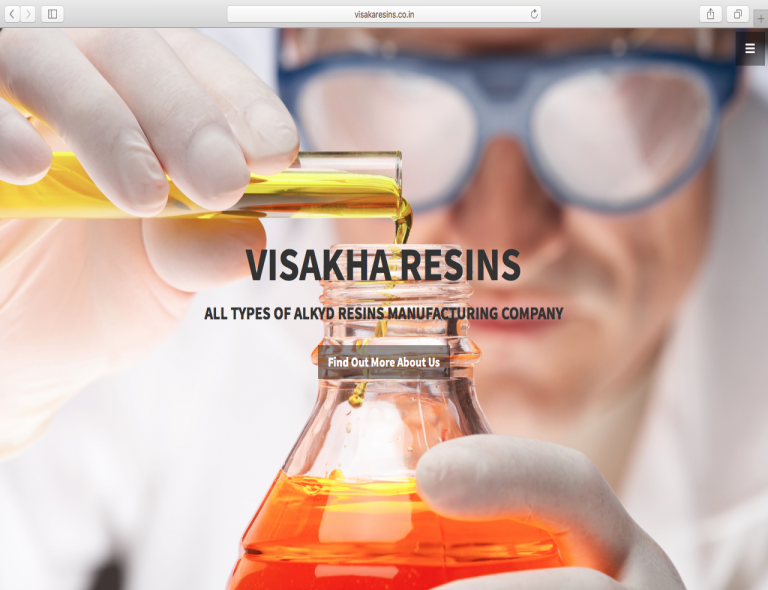 visakaresins.co.in
VISAKHA RESINS
ALL TYPES OF ALKYD RESINS MANUFACTURING COMPANY
Find Out More About Us